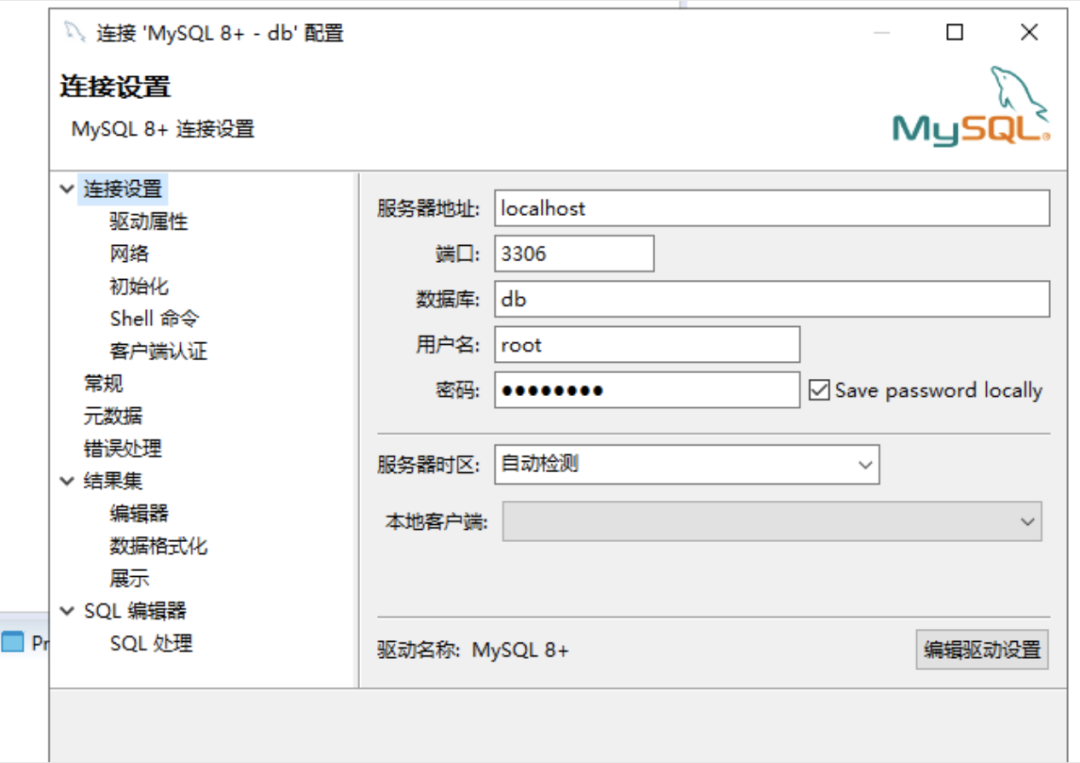 连接 'MySQL 8+ - db' 配置
连接设置
MySQL 8+ 连接设置
MySQL®
连接设置
驱动属性
网络
初始化
Shell 命令
客户端认证
常规
元数据
错误处理
结果集
编辑器
数据格式化
展示
SQL 编辑器
SQL 处理
服务器地址: localhost
端口: 3306
数据库: db
用户名: root
密码: ●●●●●●●● Save password locally
服务器时区: 自动检测
本地客户端:
驱动名称: MySQL 8+ 编辑驱动设置
Pr